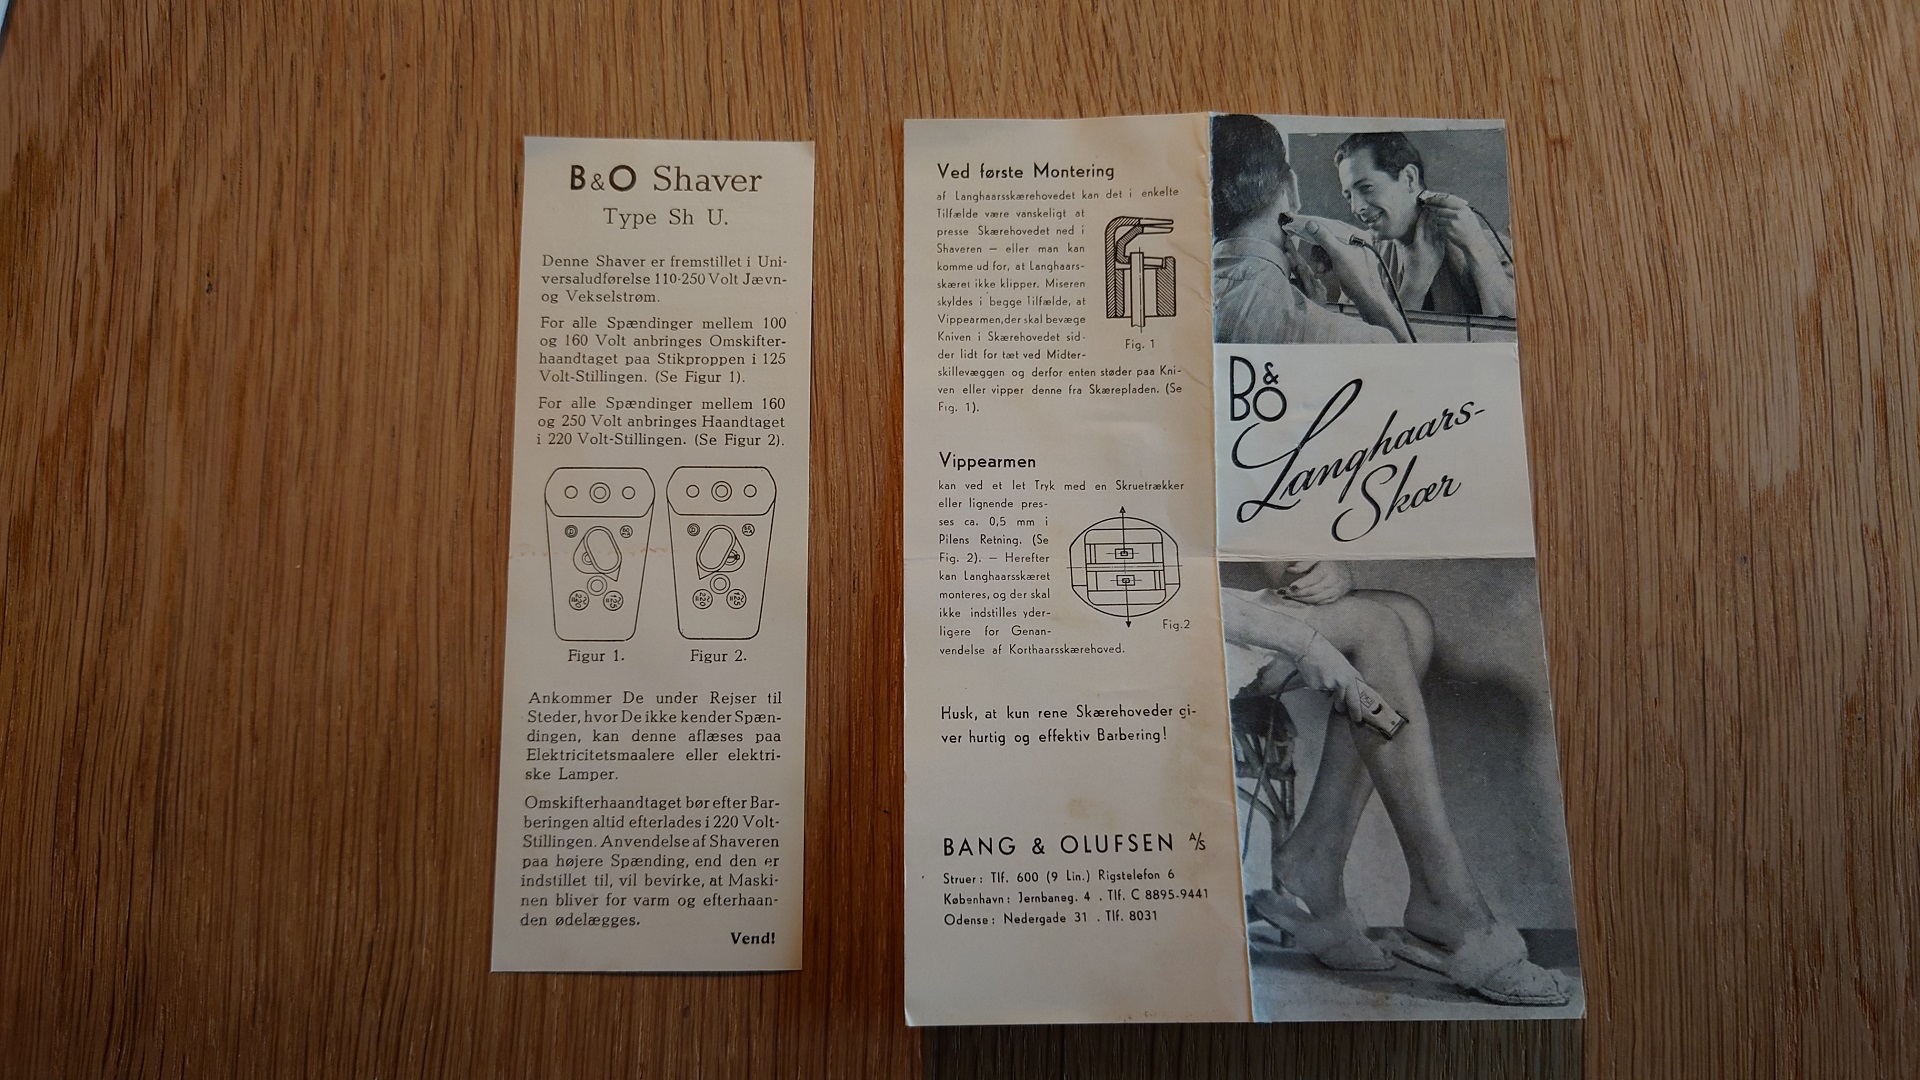 B&O Shaver
Type Sh U.
Denne Shaver er fremstillet i Uni-
versaludførelse 110-250 Volt Jævn-
og Vekselstrøm.
For alle Spændinger mellem 100
og 160 Volt anbringes Omskifter-
haandtaget paa Stikproppen i 125
Volt-Stillingen. (Se Figur 1).
For alle Spændinger mellem 160
og 250 Volt anbringes Haandtaget
i 220 Volt-Stillingen. (Se Figur 2).
220 125
220 125
Figur 1. Figur 2.
Ankommer De under Rejser til
Steder, hvor De ikke kender Spæn-
dingen, kan denne aflæses paa
Elektricitetsmaalere eller elektri-
ske Lamper.
Omskifterhaandtaget bør efter Bar-
beringen altid efterlades i 220 Volt-
Stillingen. Anvendelse af Shaveren
paa højere Spænding, end den er
indstillet til, vil bevirke, at Maski-
nen bliver for varm og efterhaan-
den ødelægges.
Vend!
Ved første Montering
af Langhaarsskærehovedet kan det i enkelte
Tilfælde være vanskeligt at
presse Skærehovedet ned i
Shaveren — eller man kan
komme ud for, at Langhaars-
skæret ikke klipper. Miseren
skyldes i begge Tilfælde, at
Vippearmen, der skal bevæge
Kniven i Skærehovedet sid-
der lidt for tæt ved Midter-
skillevæggen og derfor enten støder paa Kni-
ven eller vipper denne fra Skærepladen. (Se
Fig. 1).
Fig. 1
Vippearmen
kan ved et let Tryk med en Skruetrækker
eller lignende pres-
ses ca. 0,5 mm i
Pilens Retning. (Se
Fig. 2). — Herefter
kan Langhaarsskæret
monteres, og der skal
ikke indstilles yder-
ligere for Genan-
vendelse af Korthaarsskærehoved.
Fig.2
Husk, at kun rene Skærehoveder gi-
ver hurtig og effektiv Barbering!
BANG & OLUFSEN A/S
Struer: Tlf. 600 (9 Lin.) Rigstelefon 6
København: Jernbaneg. 4 . Tlf. C 8895-9441
Odense: Nedergade 31 . Tlf. 8031
B&O
Langhaars-
Skær